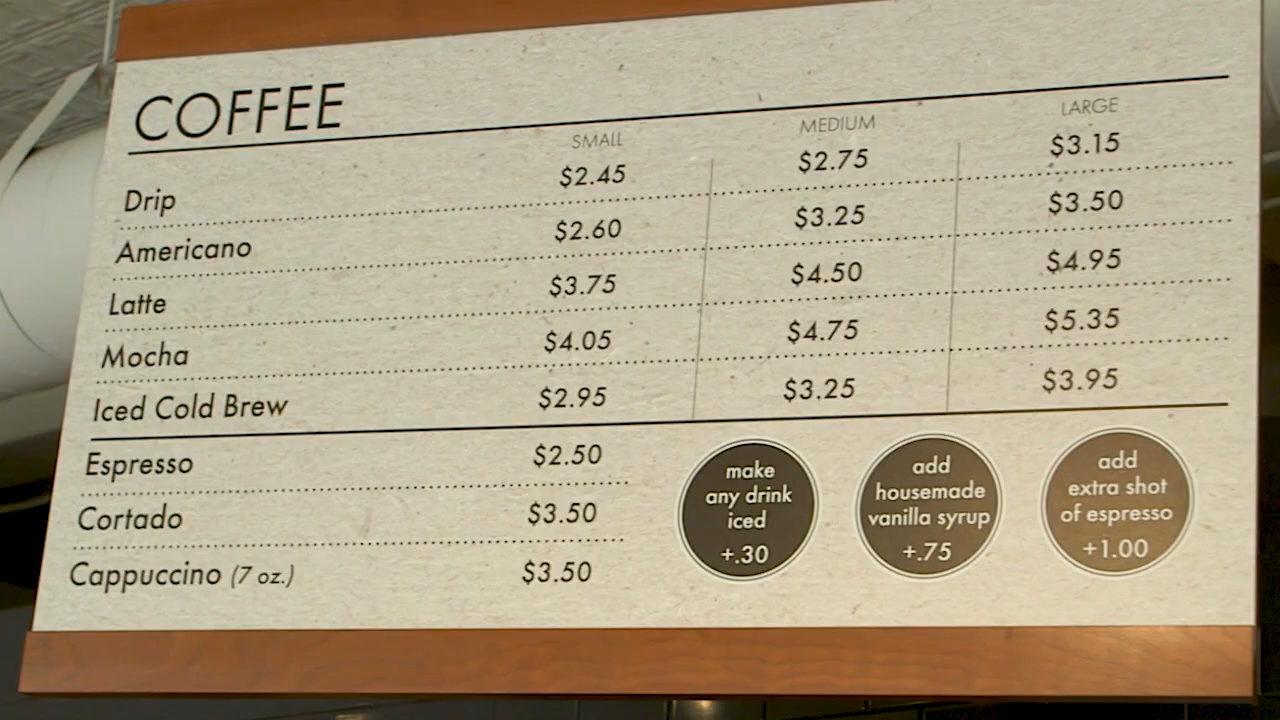 COFFEE
SMALL MEDIUM LARGE
Drip $2.45 $2.75 $3.15
Americano $2.60 $3.25 $3.50
Latte $3.75 $4.50 $4.95
Mocha $4.05 $4.75 $5.35
Iced Cold Brew $2.95 $3.25 $3.95
Espresso $2.50
Cortado $3.50
Cappuccino (7 oz.) $3.50
make
any drink
iced
+.30
add
housemade
vanilla syrup
+.75
add
extra shot
of espresso
+1.00